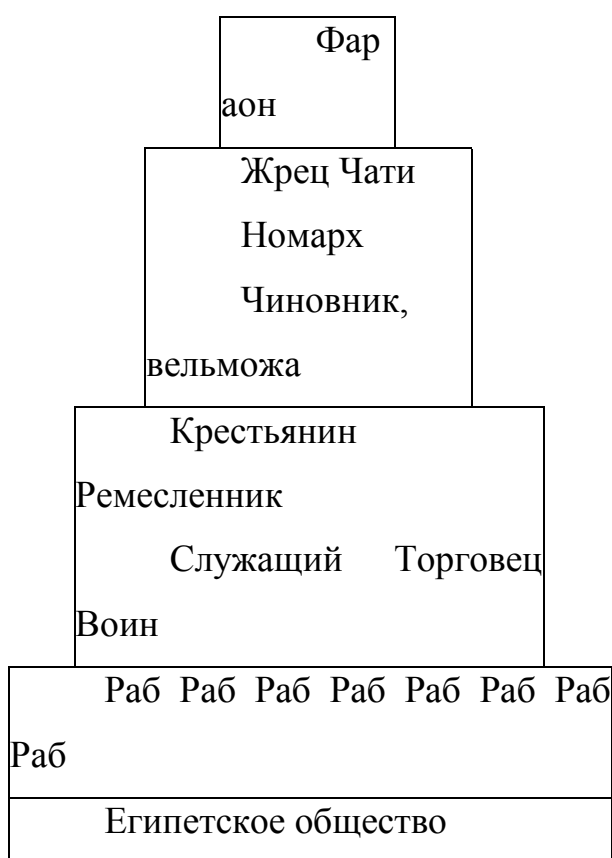 Фар
аон
Жрец Чати
Номарх
Чиновник,
вельможа
Крестьянин
Ремесленник
Служащий Торговец
Воин
Раб Раб Раб Раб Раб Раб Раб
Раб
Египетское общество